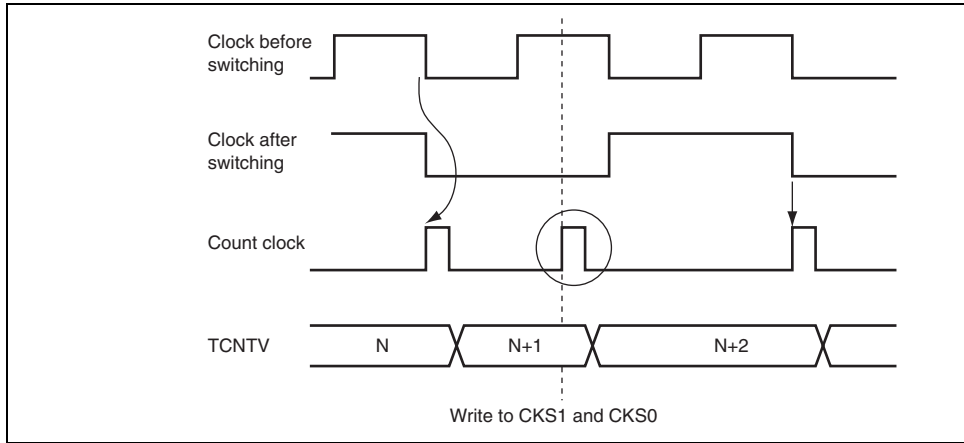 Clock before
switching
Clock after
switching
Count clock
TCNTV
N
N+1
N+2
Write to CKS1 and CKS0